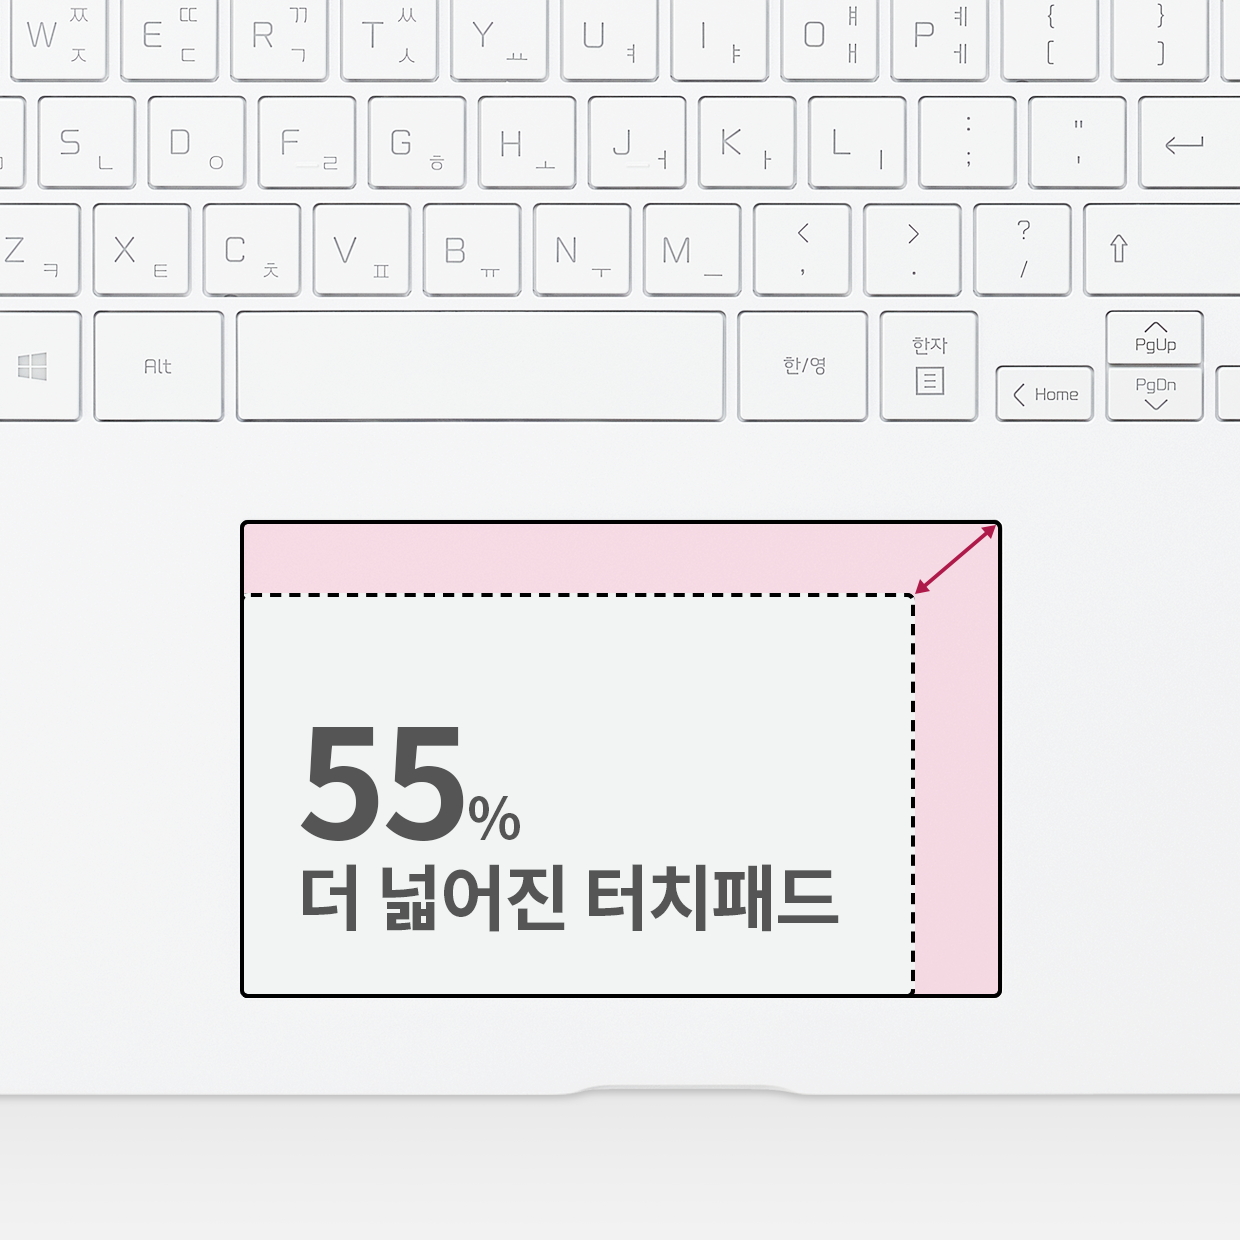 W ㅉ ㅈ E ㄸ ㄷ R ㄲ ㄱ T ㅆ ㅅ Y ㅛ U ㅕ I ㅑ O ㅒ ㅐ P ㅖ ㅔ { [ } ]
S ㄴ D ㅇ F ㄹ G ㅎ H ㅗ J ㅓ K ㅏ L ㅣ : ; " '
Z ㅋ X ㅌ C ㅊ V ㅍ B ㅠ N ㅜ M ㅡ < , > . ? /
Alt 한/영 한자 Home PgUp PgDn
55%
더 넓어진 터치패드